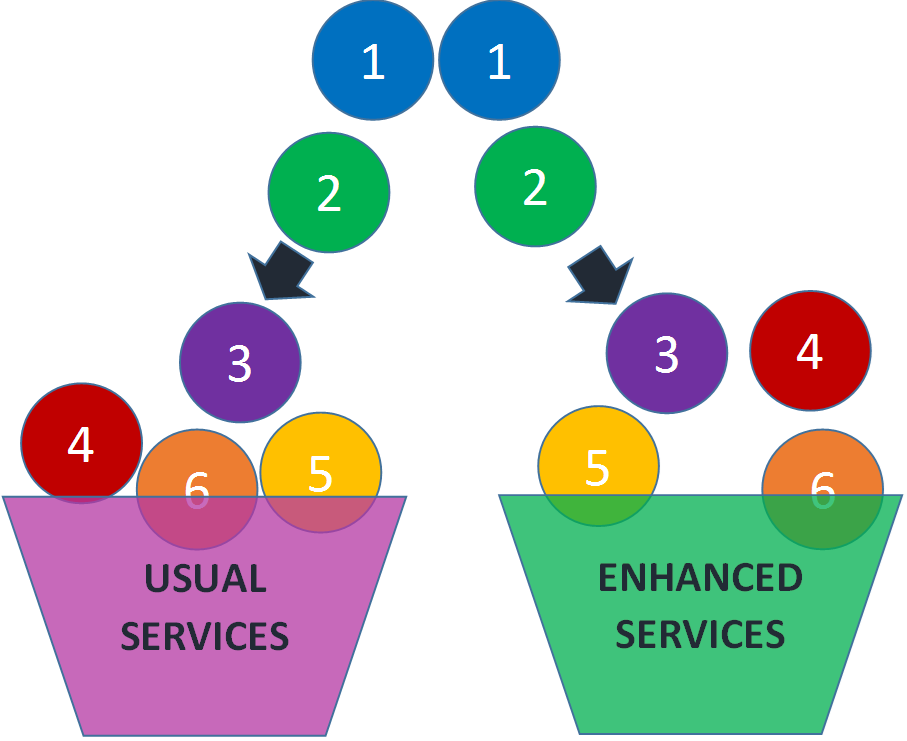 1 1
2 2
3 3 4
4 6 5 5 6
USUAL
SERVICES
ENHANCED
SERVICES